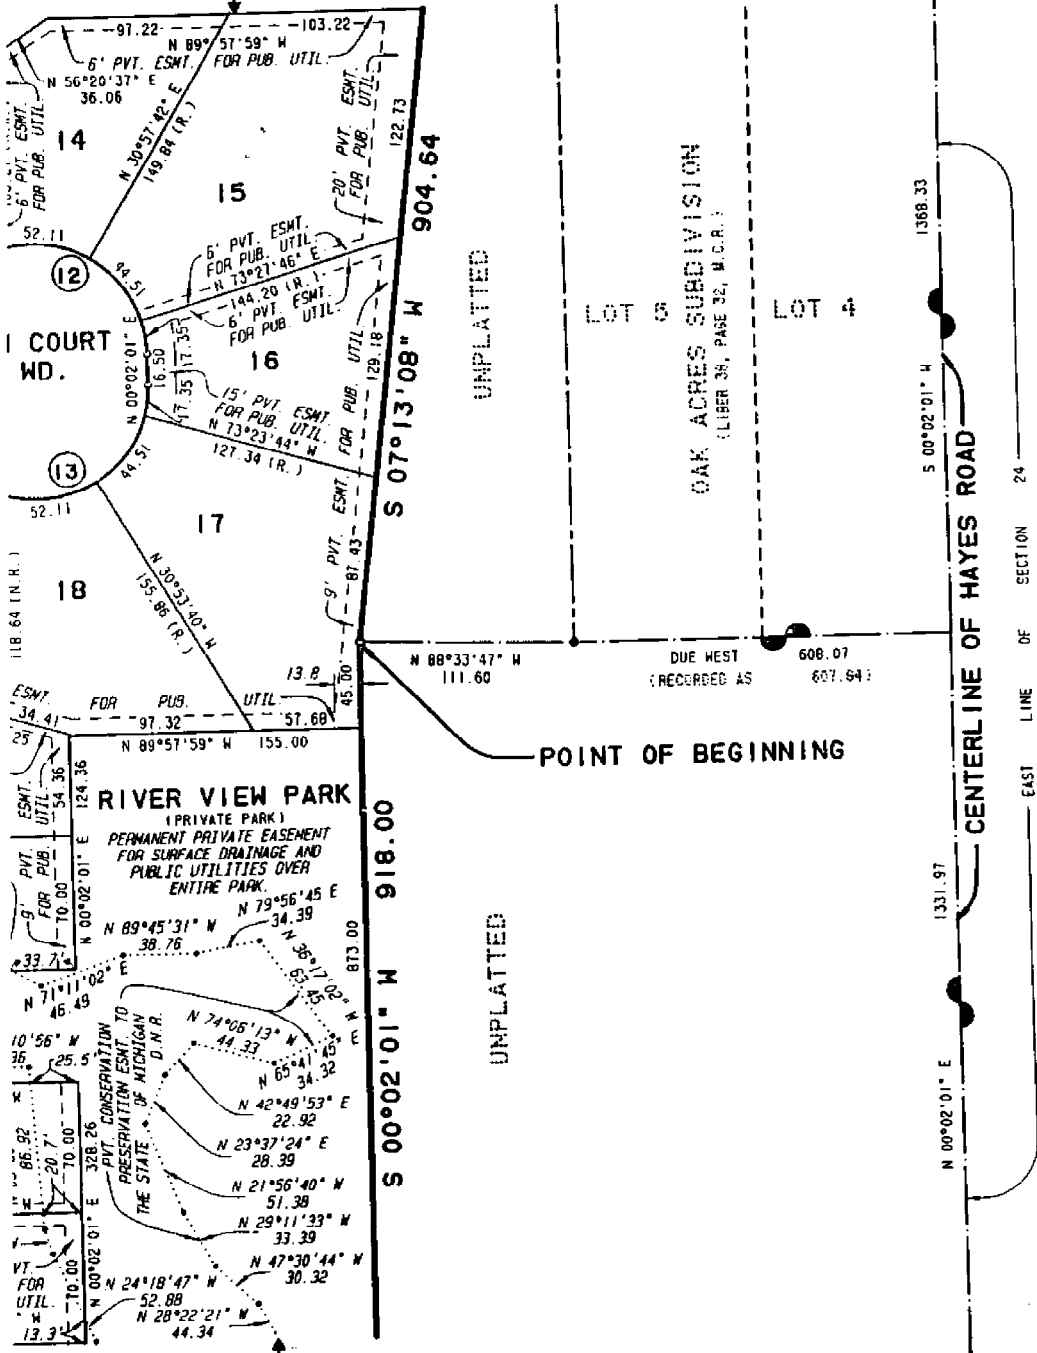 97.22
103.22
N 89°57'59" W
6' PVT. ESMT. FOR PUB. UTIL.
N 56°20'37" E
36.06
6' PVT. ESMT.
FOR PUB. UTIL.
14
N 30°57'42" E
149.84 (R.)
15
20' PVT. ESMT.
FOR PUB. UTIL.
122.73
904.64
S 07°13'08" W
52.11
12
44.51
6' PVT. ESMT.
FOR PUB. UTIL.
N 73°27'46" E
144.20 (R.)
6' PVT. ESMT.
FOR PUB. UTIL.
COURT
WD.
N 00°02'01" E
16.50
17.35
17.35
16
15' PVT. ESMT.
FOR PUB. UTIL.
N 73°23'44" W
127.34 (R.)
129.18
9' PVT. ESMT. FOR PUB. UTIL.
13
44.51
52.11
17
N 30°53'40" W
155.86 (R.)
87.43
18
118.64 (N.R.)
UNPLATTED
LOT 5
OAK ACRES SUBDIVISION
(LIBER 38, PAGE 32, M.C.R.)
LOT 4
1368.33
S 00°02'01" W
CENTERLINE OF HAYES ROAD
EAST LINE OF SECTION 24
N 88°33'47" W
111.60
DUE WEST 608.07
(RECORDED AS 607.94)
13.8
45.00
ESMT. FOR PUB. UTIL.
34.41
97.32
57.68
N 89°57'59" W 155.00
POINT OF BEGINNING
25
ESMT.
UTIL.
54.36
124.36
RIVER VIEW PARK
(PRIVATE PARK)
PERMANENT PRIVATE EASEMENT
FOR SURFACE DRAINAGE AND
PUBLIC UTILITIES OVER
ENTIRE PARK.
9' PVT.
FOR PUB.
70.00
N 00°02'01" E
918.00
873.00
S 00°02'01" W
UNPLATTED
1331.97
N 00°02'01" E
N 79°56'45 E
34.39
N 89°45'31" W
38.76
33.7'
N 71°11'02" E
46.49
N 36°17'02" W
63.45
N 74°06'13" W
44.33
N 65°41'45" E
34.32
PVT. CONSERVATION
PRESERVATION ESMT. TO
THE STATE OF MICHIGAN
D.N.R.
10'56" W
36
25.5'
N 42°49'53" E
22.92
N 23°37'24" E
28.39
N 21°56'40" W
51.38
N 29°11'33" W
33.39
N 47°30'44" W
30.32
86.92
20.7'
70.00
328.26
N 00°02'01" E
N 24°18'47" W
52.88
N 28°22'21" W
44.34
VT.
FOR
UTIL.
70.00
13.3'